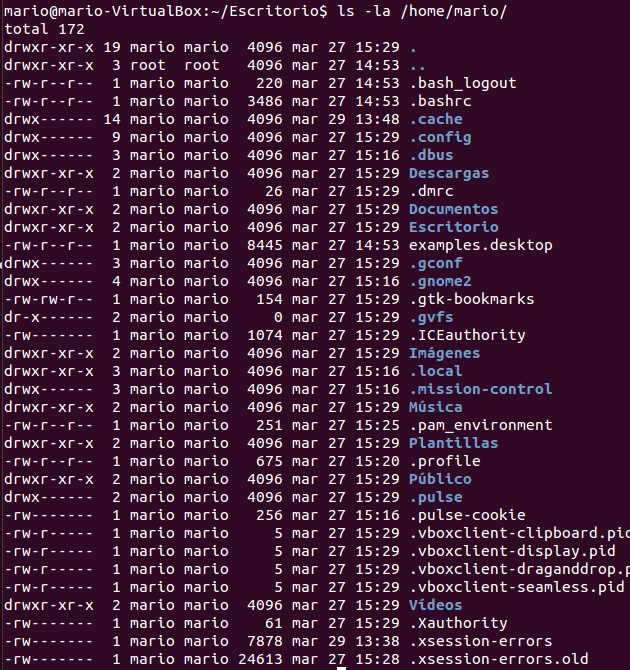 mario@mario-VirtualBox:~/Escritorio$ ls -la /home/mario/
total 172
drwxr-xr-x 19 mario mario  4096 mar 27 15:29 .
drwxr-xr-x  3 root  root   4096 mar 27 14:53 ..
-rw-r--r--  1 mario mario   220 mar 27 14:53 .bash_logout
-rw-r--r--  1 mario mario  3486 mar 27 14:53 .bashrc
drwx------ 14 mario mario  4096 mar 29 13:48 .cache
drwx------  9 mario mario  4096 mar 27 15:29 .config
drwx------  3 mario mario  4096 mar 27 15:16 .dbus
drwxr-xr-x  2 mario mario  4096 mar 27 15:29 Descargas
-rw-r--r--  1 mario mario    26 mar 27 15:29 .dmrc
drwxr-xr-x  2 mario mario  4096 mar 27 15:29 Documentos
drwxr-xr-x  2 mario mario  4096 mar 27 15:29 Escritorio
-rw-r--r--  1 mario mario  8445 mar 27 14:53 examples.desktop
drwx------  3 mario mario  4096 mar 27 15:29 .gconf
drwx------  4 mario mario  4096 mar 27 15:16 .gnome2
-rw-rw-r--  1 mario mario   154 mar 27 15:29 .gtk-bookmarks
dr-x------  2 mario mario     0 mar 27 15:29 .gvfs
-rw-------  1 mario mario  1074 mar 27 15:29 .ICEauthority
drwxr-xr-x  2 mario mario  4096 mar 27 15:29 Imágenes
drwxr-xr-x  3 mario mario  4096 mar 27 15:16 .local
drwx------  3 mario mario  4096 mar 27 15:16 .mission-control
drwxr-xr-x  2 mario mario  4096 mar 27 15:29 Música
-rw-------  1 mario mario   251 mar 27 15:25 .pam_environment
drwxr-xr-x  2 mario mario  4096 mar 27 15:29 Plantillas
-rw-r--r--  1 mario mario   675 mar 27 15:20 .profile
drwxr-xr-x  2 mario mario  4096 mar 27 15:29 Público
drwx------  2 mario mario  4096 mar 27 15:29 .pulse
-rw-------  1 mario mario   256 mar 27 15:16 .pulse-cookie
-rw-r-----  1 mario mario     5 mar 27 15:29 .vboxclient-clipboard.pid
-rw-r-----  1 mario mario     5 mar 27 15:29 .vboxclient-display.pid
-rw-r-----  1 mario mario     5 mar 27 15:29 .vboxclient-draganddrop.p
-rw-r-----  1 mario mario     5 mar 27 15:29 .vboxclient-seamless.pid
drwxr-xr-x  2 mario mario  4096 mar 27 15:29 Vídeos
-rw-------  1 mario mario    61 mar 27 15:29 .Xauthority
-rw-------  1 mario mario  7878 mar 29 13:38 .xsession-errors
-rw------- 1 mario mario 24613 mar 27 15:28 .xsession-errors.old